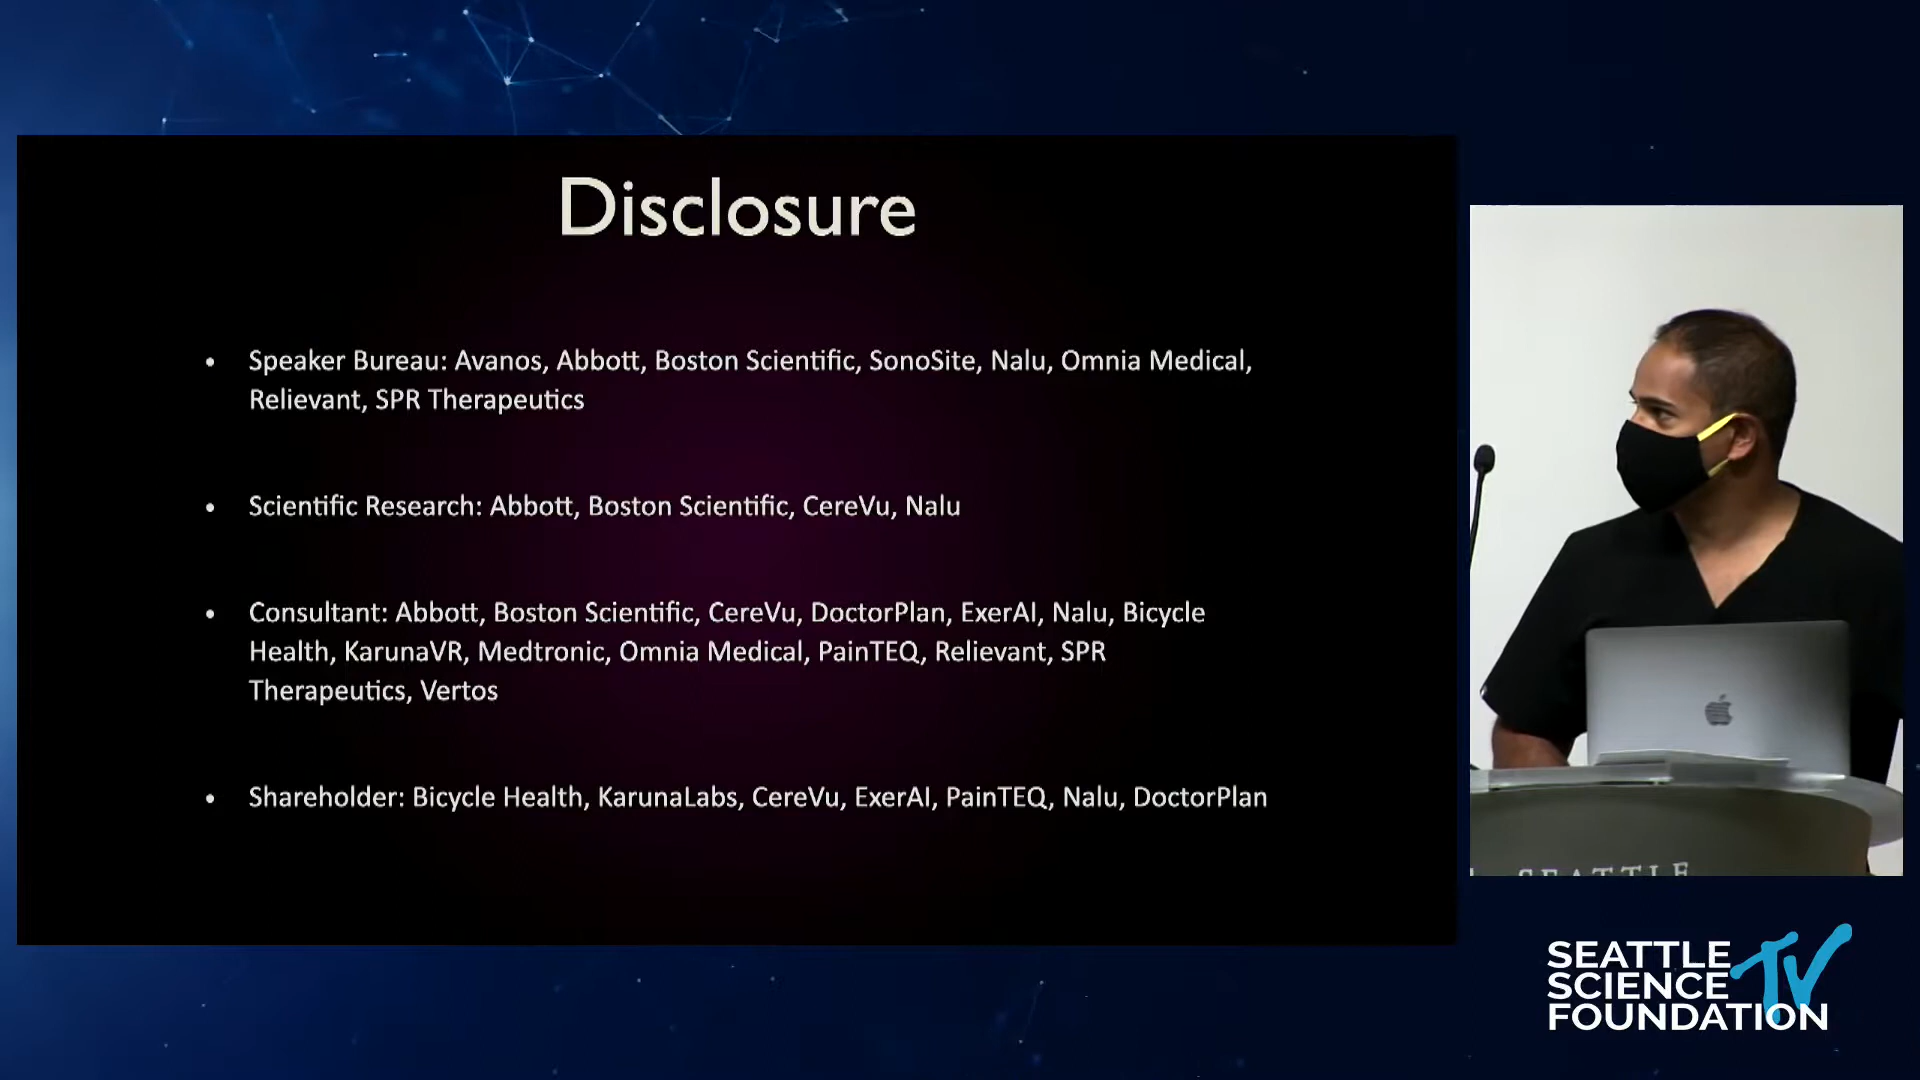 Disclosure
• Speaker Bureau: Avanos, Abbott, Boston Scientific, SonoSite, Nalu, Omnia Medical,
Relievant, SPR Therapeutics
• Scientific Research: Abbott, Boston Scientific, CereVu, Nalu
• Consultant: Abbott, Boston Scientific, CereVu, DoctorPlan, ExerAI, Nalu, Bicycle
Health, KarunaVR, Medtronic, Omnia Medical, PainTEQ, Relievant, SPR
Therapeutics, Vertos
• Shareholder: Bicycle Health, KarunaLabs, CereVu, ExerAI, PainTEQ, Nalu, DoctorPlan
SEATTLE
SEATTLE
SCIENCE
FOUNDATION
TV